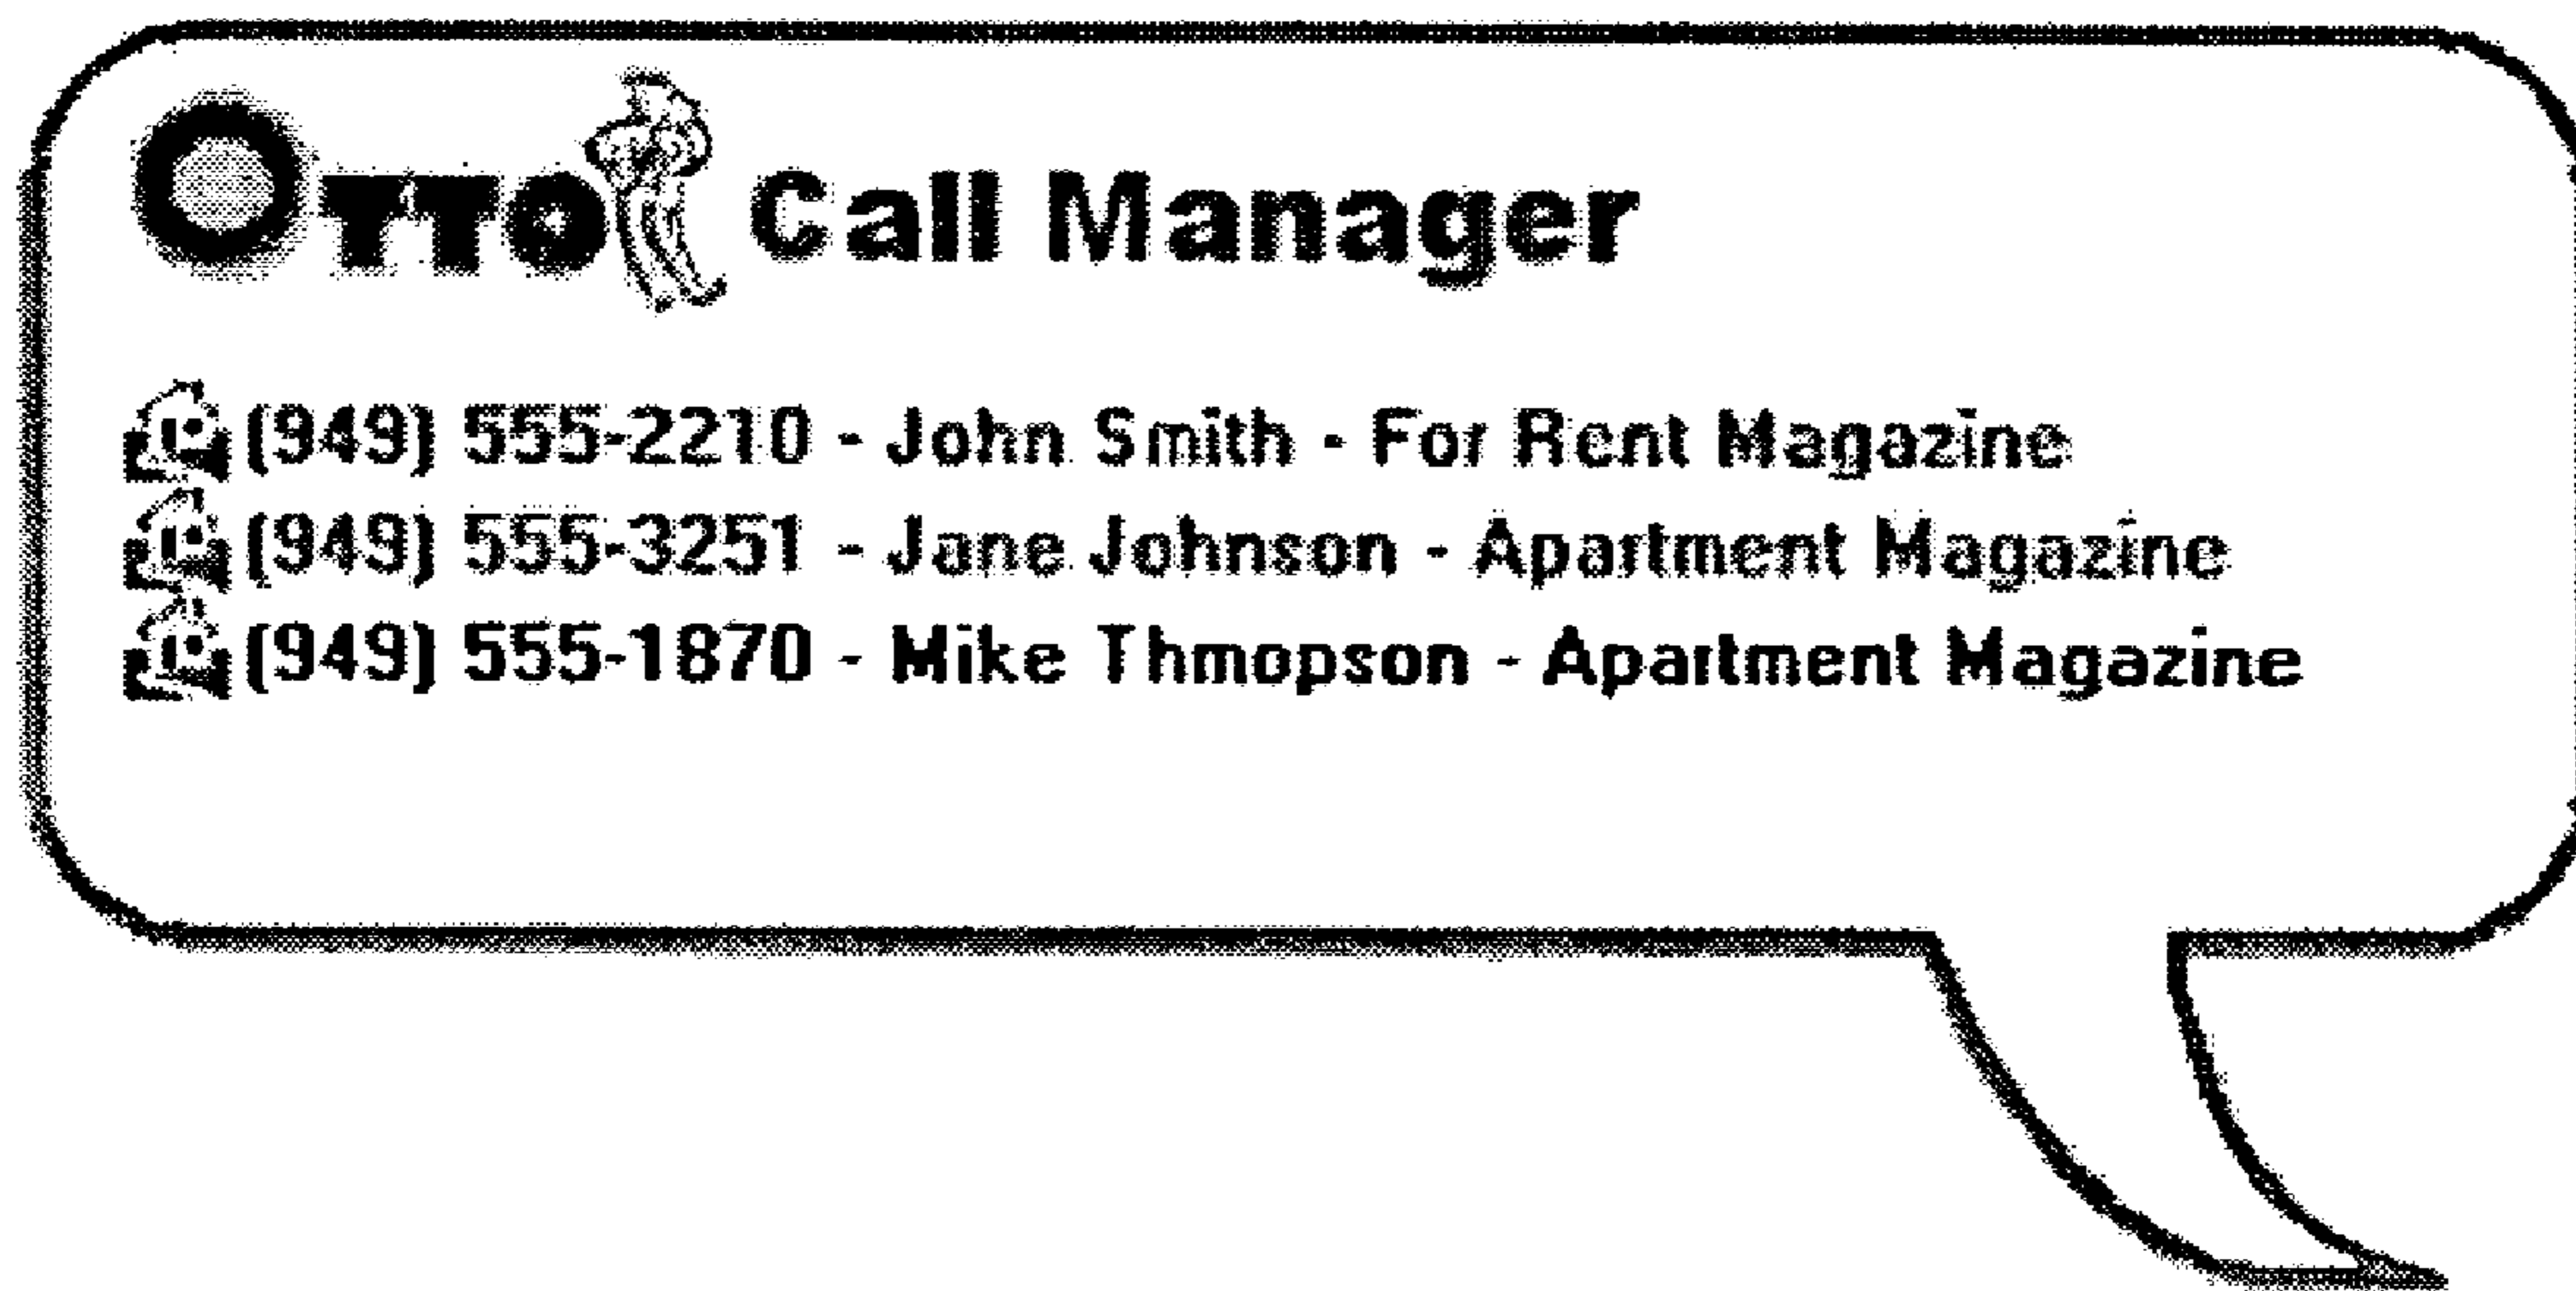 OTTO Call Manager
(949) 555-2210 - John Smith - For Rent Magazine
(949) 555-3251 - Jane Johnson - Apartment Magazine
(949) 555-1870 - Mike Thmopson - Apartment Magazine